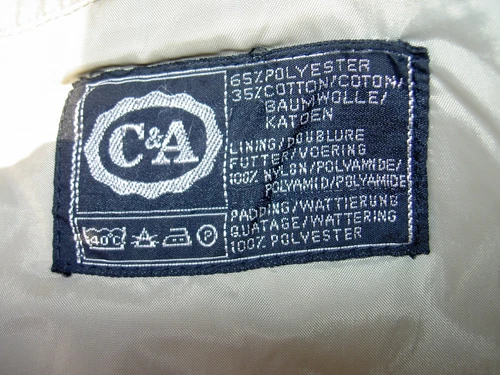 C&A
40°C
P
65% POLYESTER
35% COTTON/COTON/
BAUMWOLLE/
KATOEN
LINING/DOUBLURE
FUTTER/VOERING
100% NYLON/POLYAMIDE/
POLYAMID/POLYAMIDE
PADDING/WATTIERUNG
QUATAGE/WATTERING
100% POLYESTER